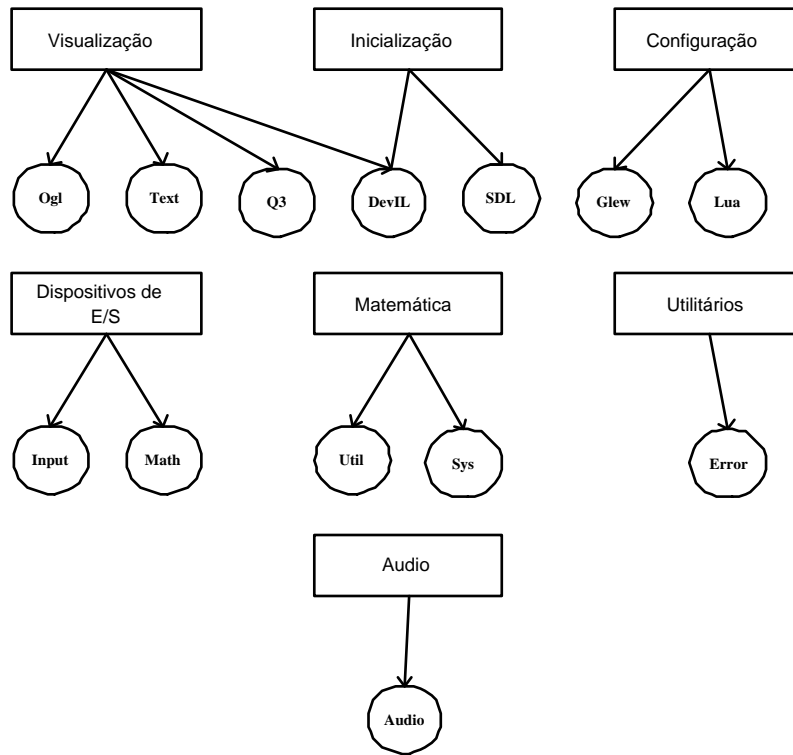 Visualização
Inicialização
Configuração
Ogl
Text
Q3
DevIL
SDL
Glew
Lua
Dispositivos de
E/S
Matemática
Utilitários
Input
Math
Util
Sys
Error
Audio
Audio